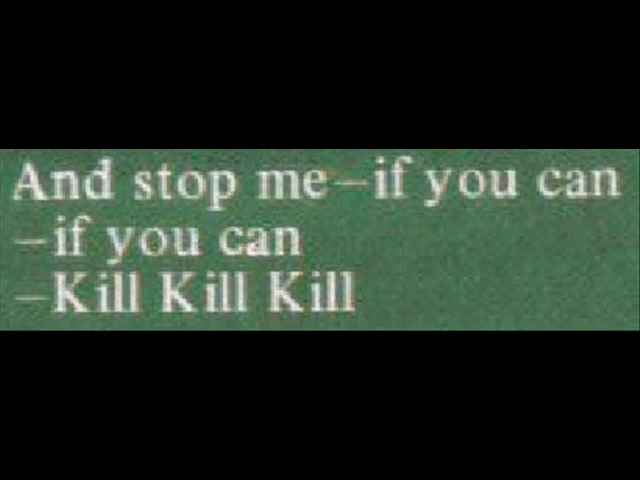 And stop me—if you can
—if you can
—Kill Kill Kill